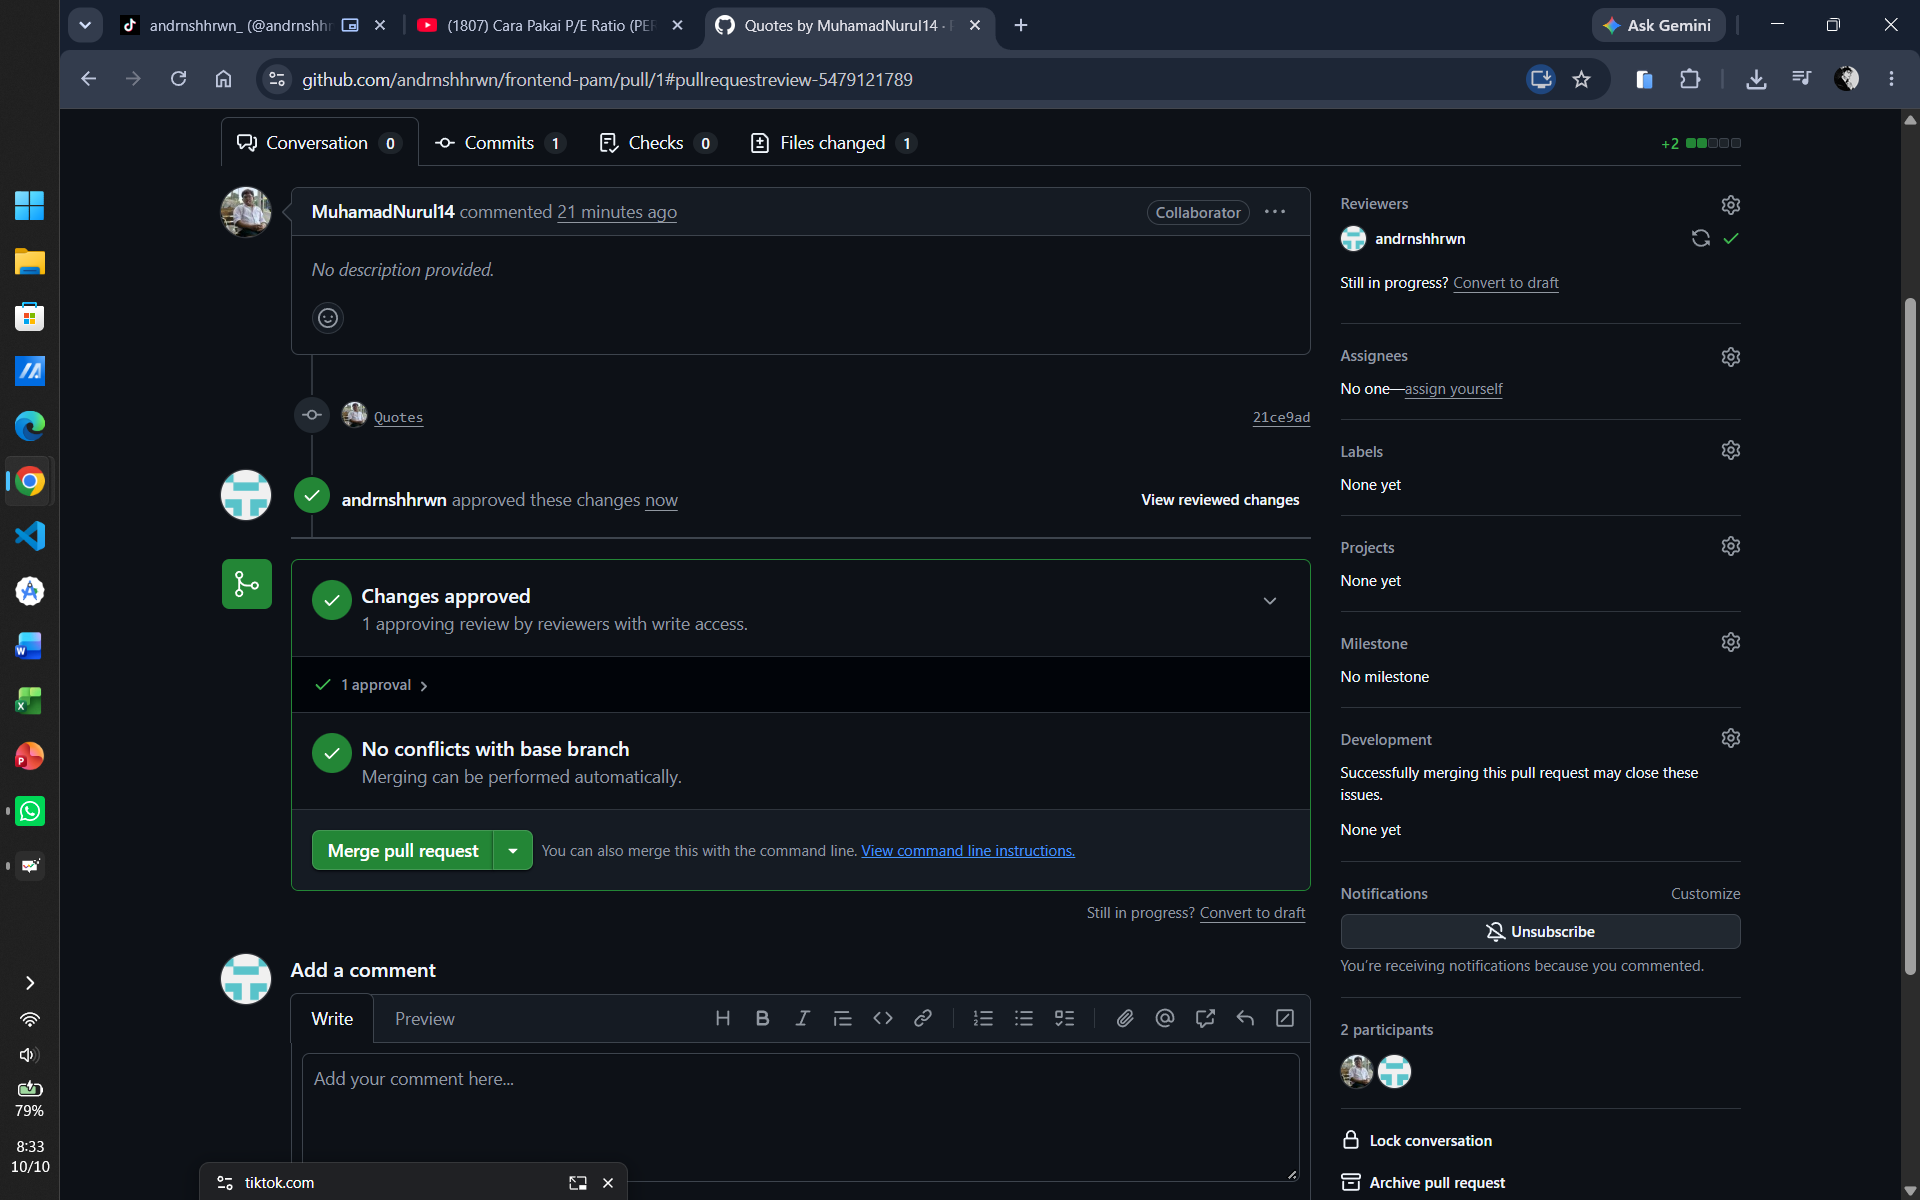 andrnshhrwn_ (@andrnshhr
(1807) Cara Pakai P/E Ratio (PE
Quotes by MuhamadNurul14 ·
Ask Gemini
github.com/andrnshhrwn/frontend-pam/pull/1#pullrequestreview-5479121789
Conversation 0
Commits 1
Checks 0
Files changed 1
+2
MuhamadNurul14 commented 21 minutes ago
Collaborator
No description provided.
Quotes
21ce9ad
andrnshhrwn approved these changes now
View reviewed changes
Changes approved
1 approving review by reviewers with write access.
1 approval
No conflicts with base branch
Merging can be performed automatically.
Merge pull request
You can also merge this with the command line. View command line instructions.
Still in progress? Convert to draft
Add a comment
Write
Preview
Add your comment here...
Reviewers
andrnshhrwn
Still in progress? Convert to draft
Assignees
No one—assign yourself
Labels
None yet
Projects
None yet
Milestone
No milestone
Development
Successfully merging this pull request may close these
issues.
None yet
Notifications
Customize
Unsubscribe
You're receiving notifications because you commented.
2 participants
Lock conversation
Archive pull request
79%
8:33
10/10
tiktok.com